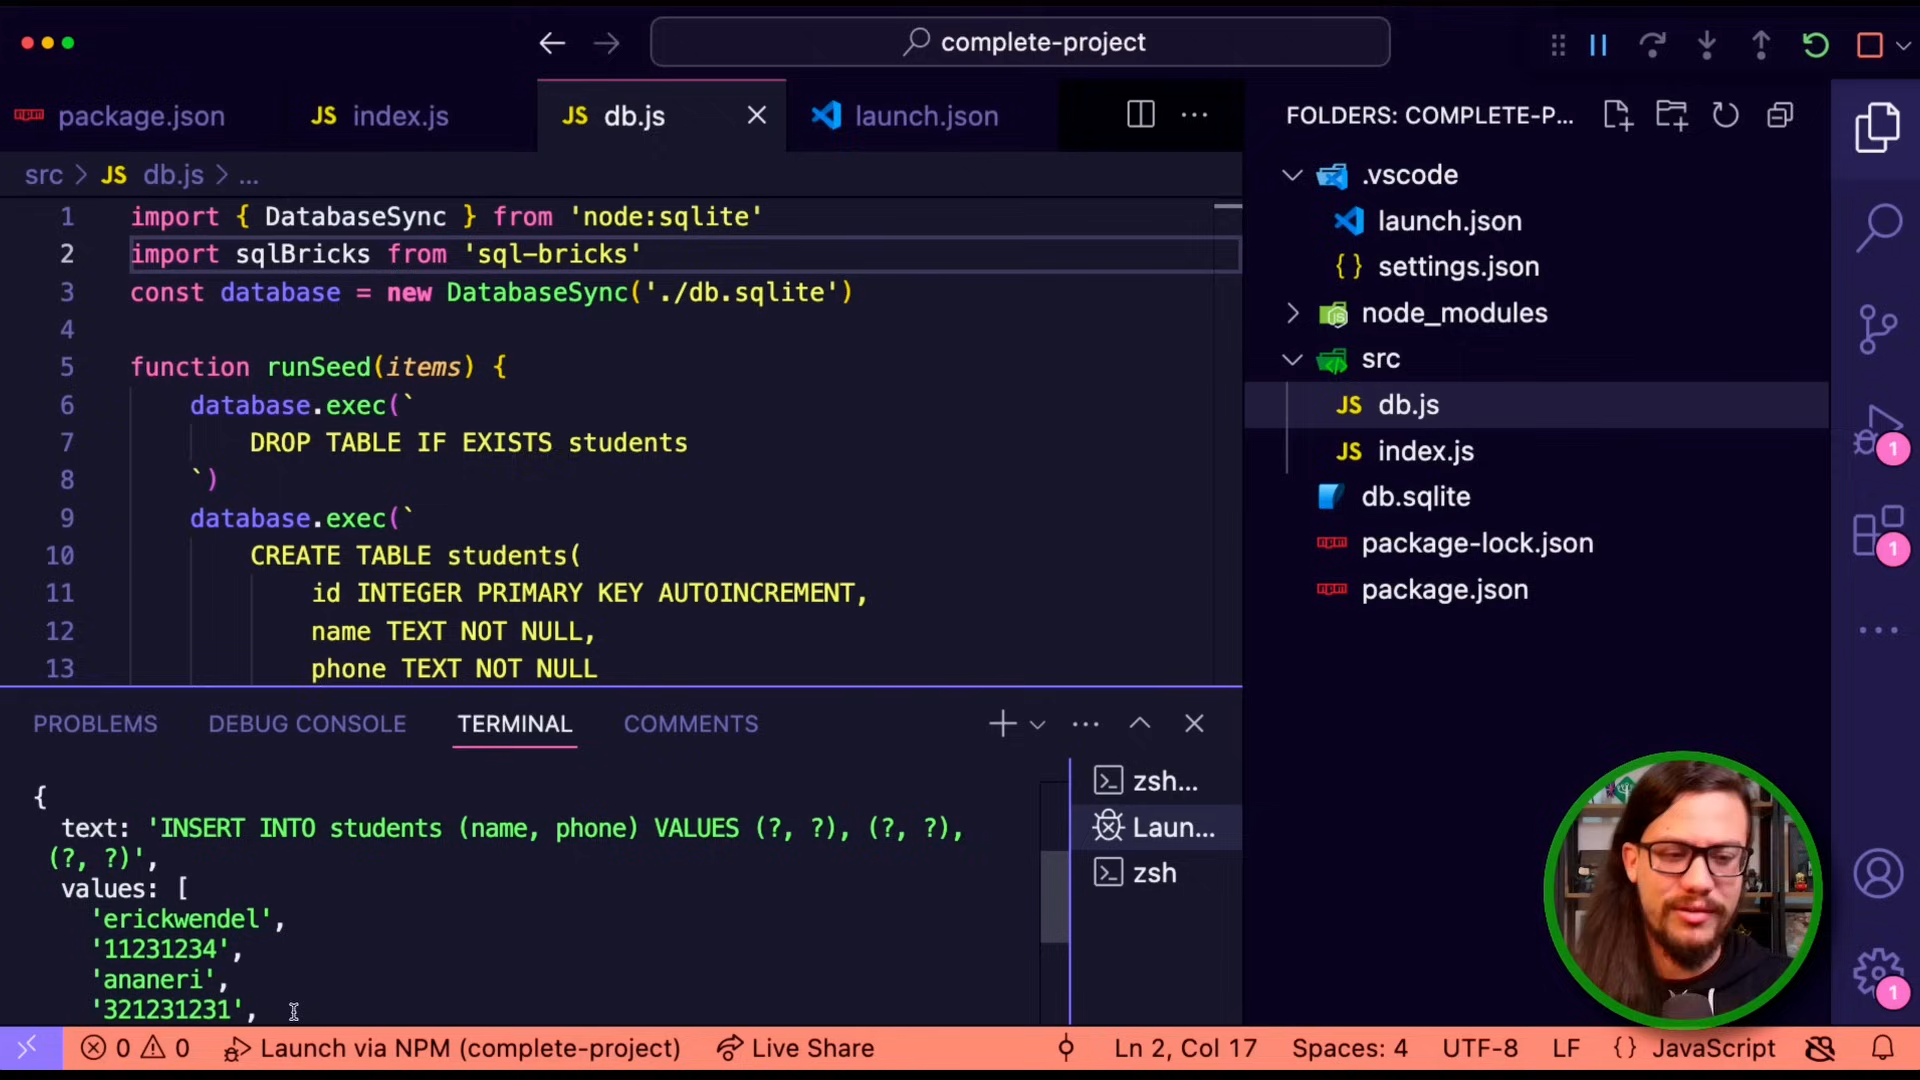 complete-project
package.json
JS index.js
JS db.js
launch.json
src > JS db.js > ...
1 import { DatabaseSync } from 'node:sqlite'
2 import sqlBricks from 'sql-bricks'
3 const database = new DatabaseSync('./db.sqlite')
4
5 function runSeed(items) {
6 database.exec(`
7 DROP TABLE IF EXISTS students
8 `)
9 database.exec(`
10 CREATE TABLE students(
11 id INTEGER PRIMARY KEY AUTOINCREMENT,
12 name TEXT NOT NULL,
13 phone TEXT NOT NULL
FOLDERS: COMPLETE-P...
.vscode
launch.json
{} settings.json
node_modules
src
JS db.js
JS index.js
db.sqlite
package-lock.json
package.json
1
1
1
PROBLEMS DEBUG CONSOLE TERMINAL COMMENTS
{
text: 'INSERT INTO students (name, phone) VALUES (?, ?), (?, ?),
(?, ?)',
values: [
'erickwendel',
'11231234',
'ananeri',
'321231231',
zsh...
Laun...
zsh
0 0 Launch via NPM (complete-project) Live Share Ln 2, Col 17 Spaces: 4 UTF-8 LF {} JavaScript